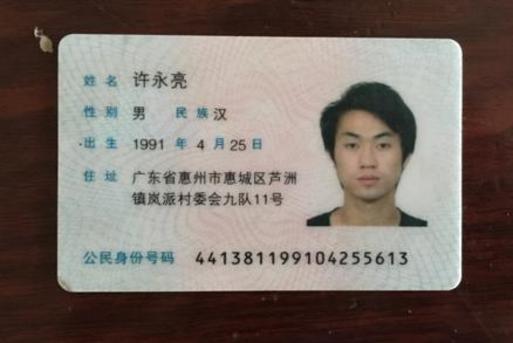 姓名 许永亮
性别 男 民族 汉
出生 1991 年 4 月 25 日
住址 广东省惠州市惠城区芦洲
镇岚派村委会九队11号
公民身份号码 441381199104255613